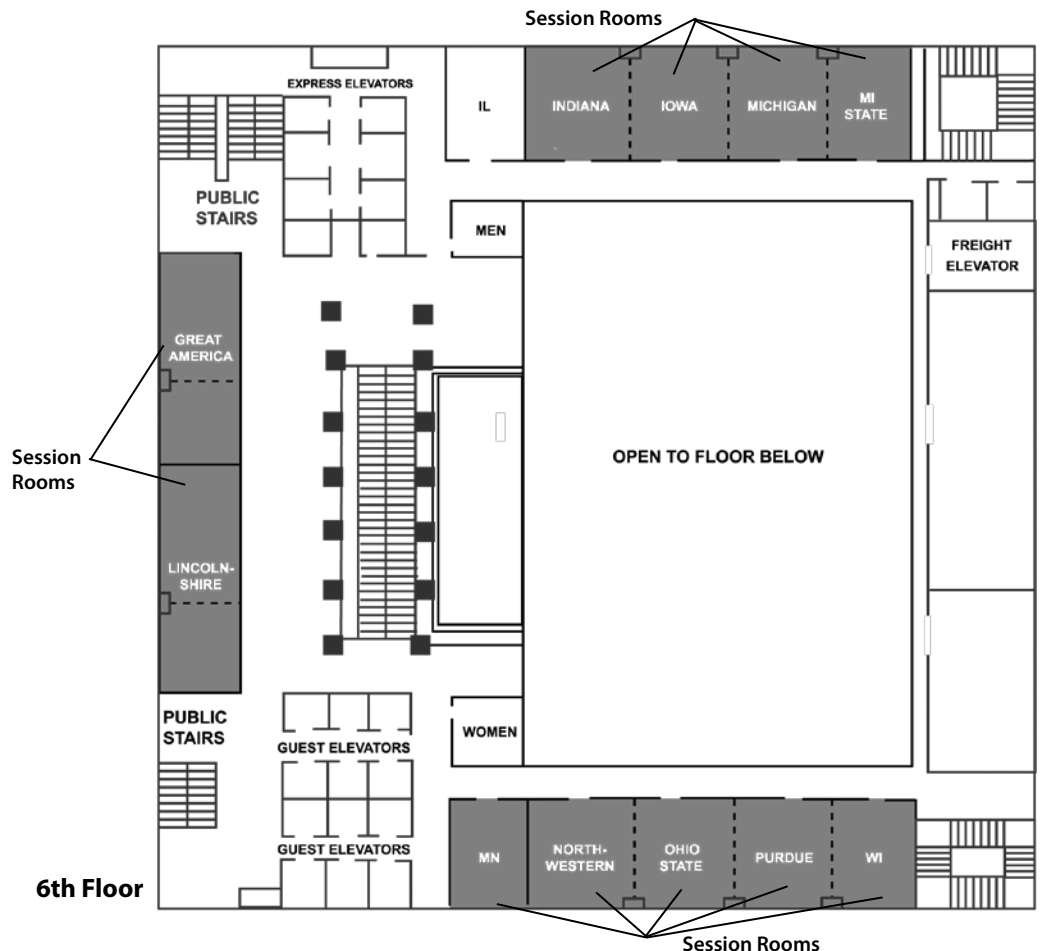 Session Rooms
EXPRESS ELEVATORS
IL
INDIANA
IOWA
MICHIGAN
MI
STATE
PUBLIC
STAIRS
MEN
FREIGHT
ELEVATOR
GREAT
AMERICA
Session
Rooms
OPEN TO FLOOR BELOW
LINCOLN-
SHIRE
PUBLIC
STAIRS
WOMEN
GUEST ELEVATORS
GUEST ELEVATORS
MN
NORTH-
WESTERN
OHIO
STATE
PURDUE
WI
6th Floor
Session Rooms